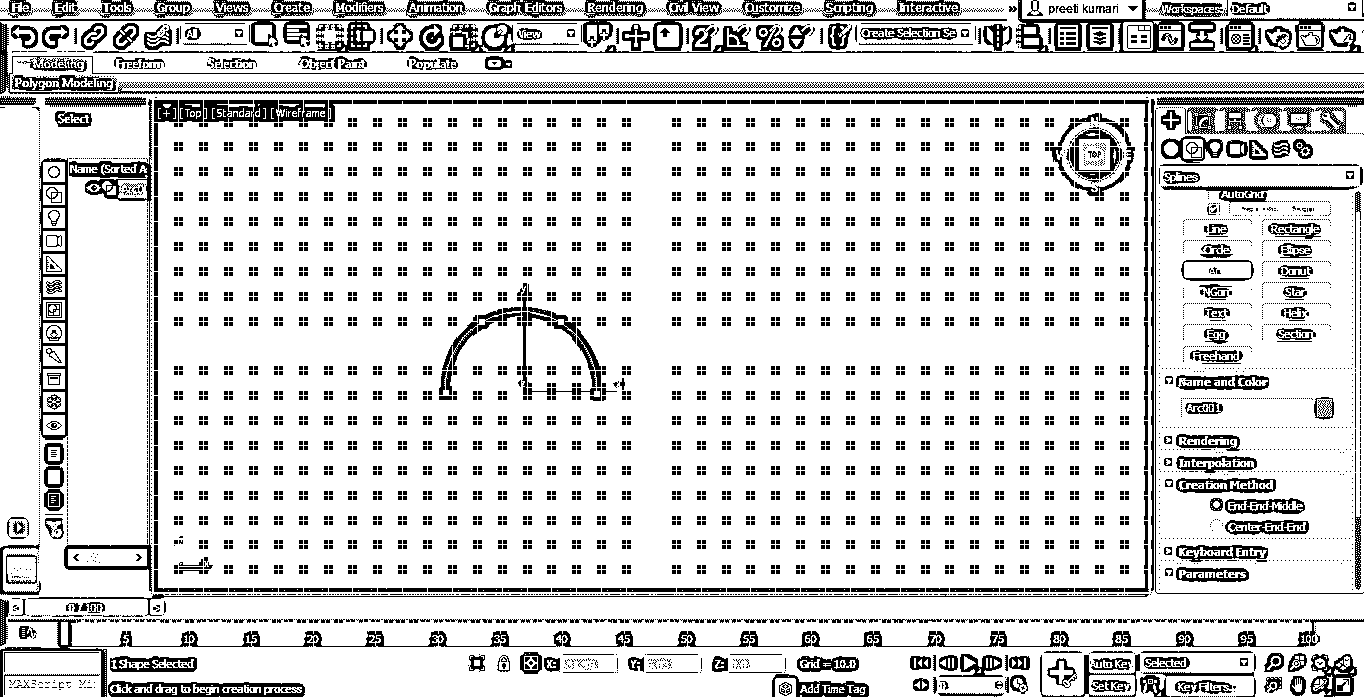 File Edit Tools Group Views Create Modifiers Animation Graph Editors Rendering Civil View Customize Scripting Interactive » preeti kumari Workspaces: Default
All View Create Selection Se
Modeling Freeform Selection Object Paint Populate
Polygon Modeling
Select
[+] [Top] [Standard] [Wireframe]
TOP
Name (Sorted A
Splines
AutoGrid
Line Rectangle
Circle Ellipse
Arc Donut
NGon Star
Text Helix
Egg Section
Freehand
Name and Color
Arc001
Rendering
Interpolation
Creation Method
End-End-Middle
Center-End-End
Keyboard Entry
Parameters
0 / 100
5 10 15 20 25 30 35 40 45 50 55 60 65 70 75 80 85 90 95 100
1 Shape Selected X: Y: Z: Grid = 10.0 Auto Key Selected
MAXScript Mi Click and drag to begin creation process Add Time Tag Set Key Key Filters...